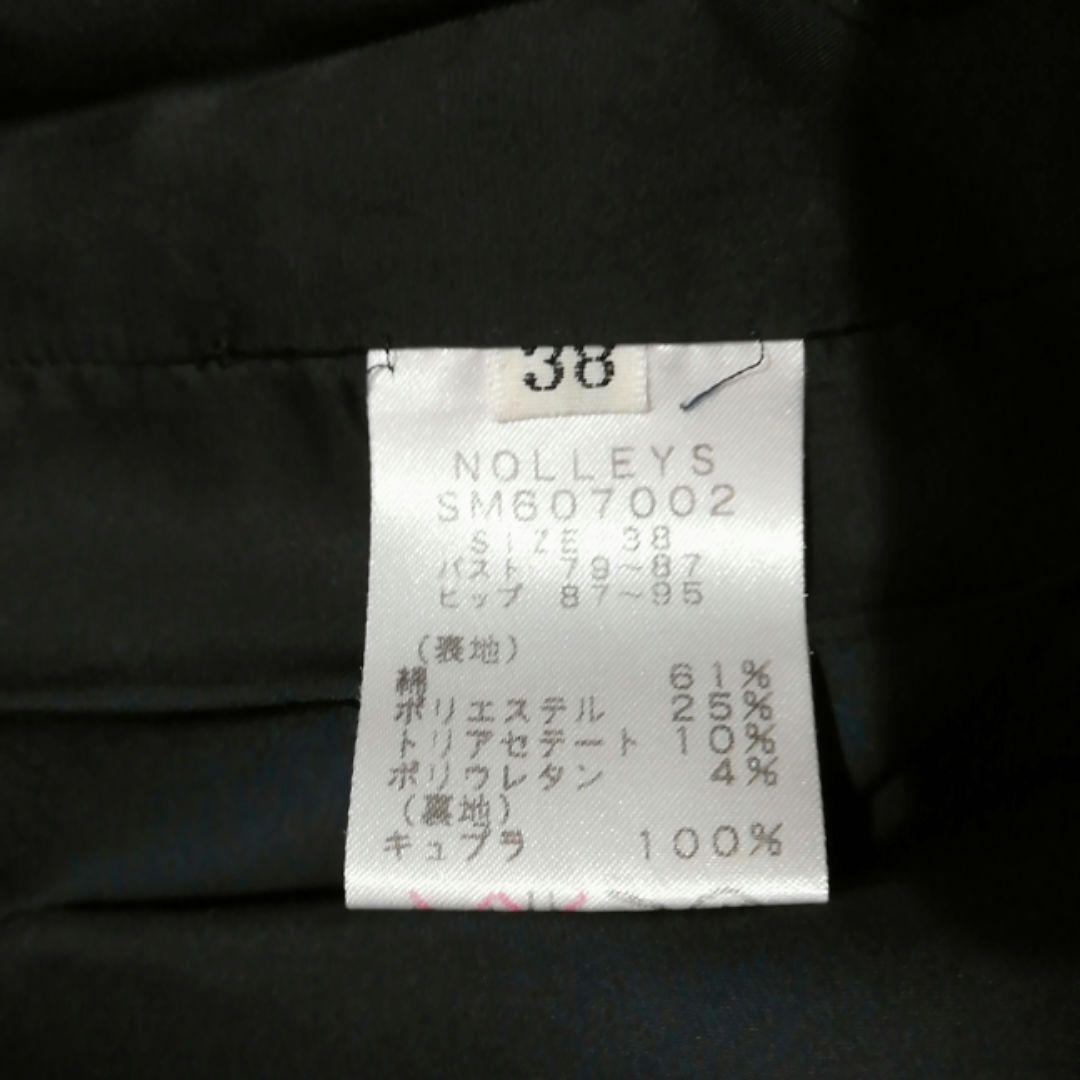 38
NOLLEYS
SM607002
SIZE 38
バスト 79~87
ヒップ 87~95
(表地)
綿 61%
ポリエステル 25%
トリアセテート 10%
ポリウレタン 4%
(裏地)
キュプラ 100%